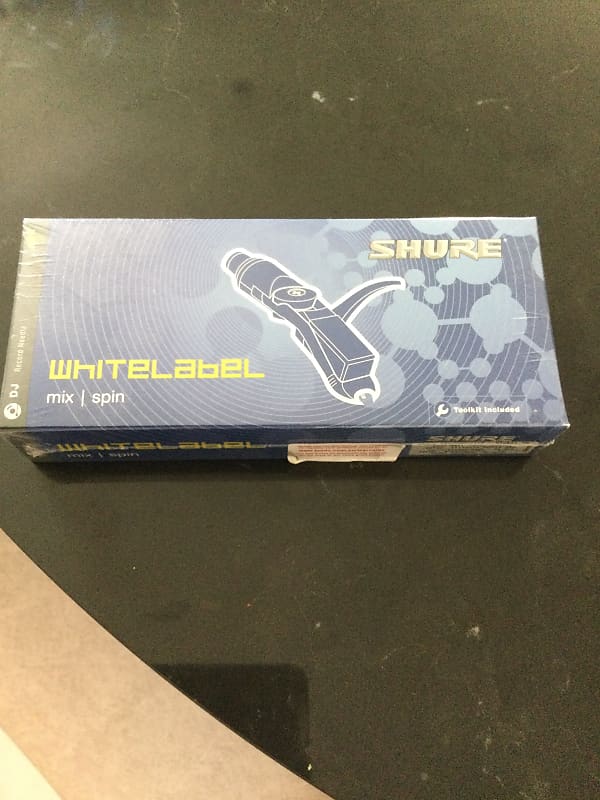 SHURE
WHITELABEL
mix | spin
DJ Record Needle
Toolkit Included
WHITELABEL
mix | spin
SHURE